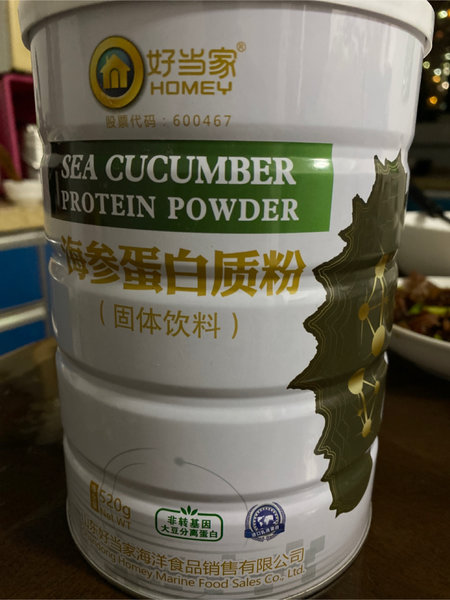 好当家®
HOMEY
股票代码：600467
SEA CUCUMBER
PROTEIN POWDER
海参蛋白质粉
（固体饮料）
520g
Net WT
非转基因
大豆分离蛋白
山东好当家海洋食品销售有限公司
Homey Marine Food Sales Co., Ltd.